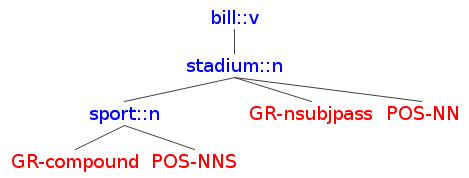 bill::v
stadium::n
sport::n GR-nsubjpass POS-NN
GR-compound POS-NNS